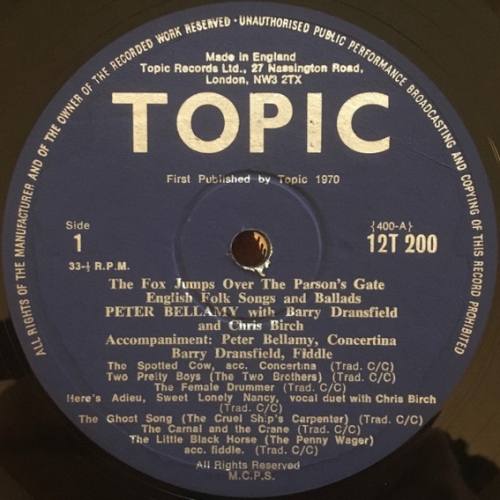 ALL RIGHTS OF THE MANUFACTURER AND OF THE OWNER OF THE RECORDED WORK RESERVED · UNAUTHORISED PUBLIC PERFORMANCE BROADCASTING AND COPYING OF THIS RECORD PROHIBITED
Made in England
Topic Records Ltd., 27 Nassington Road,
London, NW3 2TX
TOPIC
First Published by Topic 1970
Side
1
33-⅓ R.P.M.
{400-A}
12T 200
The Fox Jumps Over The Parson's Gate
English Folk Songs and Ballads
PETER BELLAMY with Barry Dransfield
and Chris Birch
Accompaniment: Peter Bellamy, Concertina
Barry Dransfield, Fiddle
The Spotted Cow, acc. Concertina (Trad. C/C)
Two Pretty Boys (The Two Brothers) (Trad. C/C)
The Female Drummer (Trad. C/C)
Here's Adieu, Sweet Lovely Nancy, vocal duet with Chris Birch
(Trad. C/C)
The Ghost Song (The Cruel Ship's Carpenter) (Trad. C/C)
The Carnal and the Crane (Trad. C/C)
The Little Black Horse (The Penny Wager)
acc. fiddle. (Trad. C/C)
All Rights Reserved
M.C.P.S.